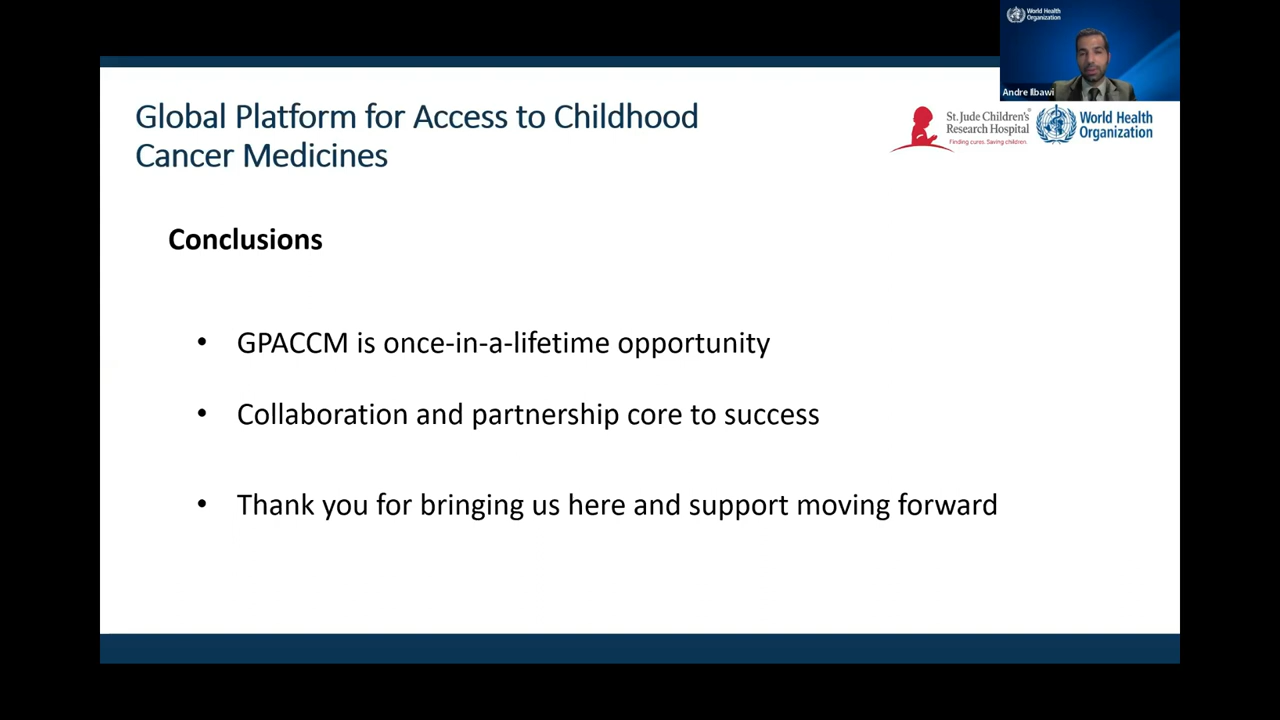 World Health
Organization
Andre Ilbawi
Global Platform for Access to Childhood
Cancer Medicines
St. Jude Children's
Research Hospital
Finding cures. Saving children.
World Health
Organization
Conclusions
• GPACCM is once-in-a-lifetime opportunity
• Collaboration and partnership core to success
• Thank you for bringing us here and support moving forward